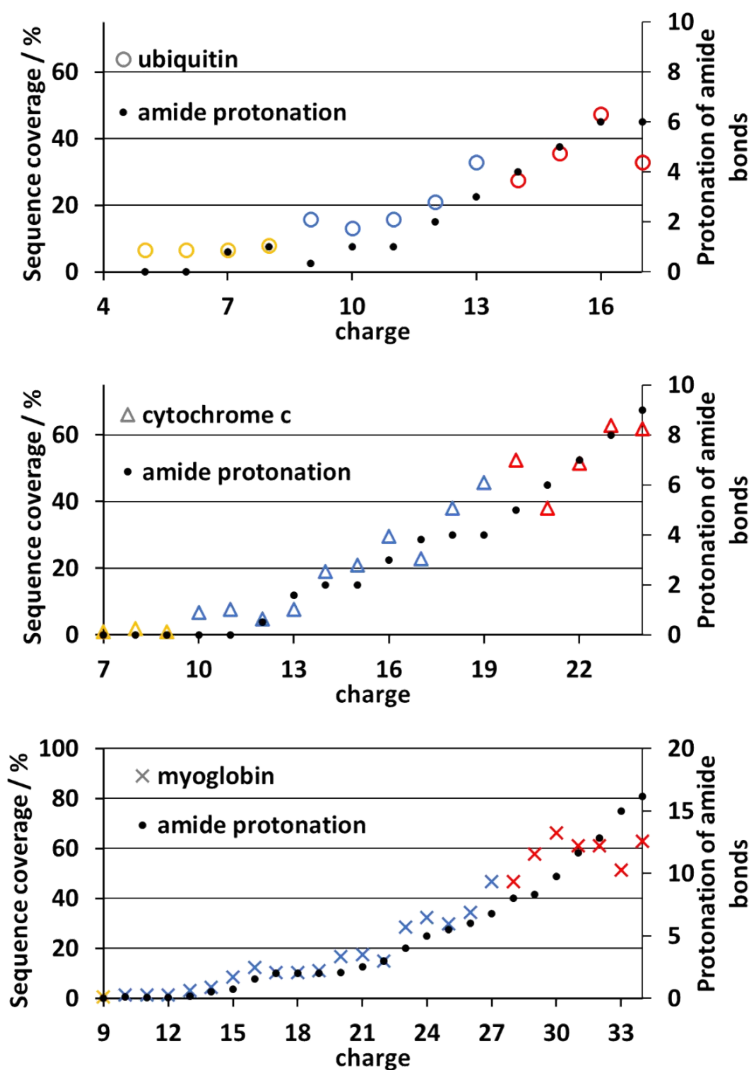 10
60
ubiquitin
8
amide protonation
6
40
4
20
2
0
0
4
7
10
13
16
charge
Sequence coverage / %
Protonation of amide
bonds
10
60
cytochrome c
8
amide protonation
6
40
4
20
2
0
0
7
10
13
16
19
22
charge
Sequence coverage / %
Protonation of amide
bonds
100
20
myoglobin
80
amide protonation
15
60
10
40
5
20
0
0
9
12
15
18
21
24
27
30
33
charge
Sequence coverage / %
Protonation of amide
bonds